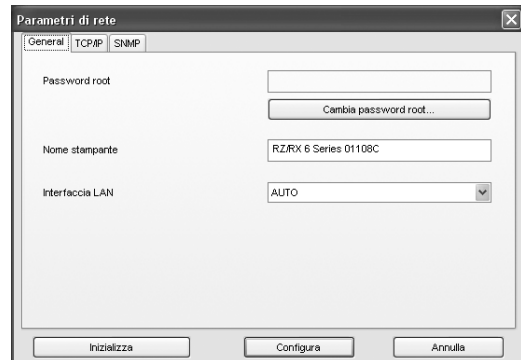 Parametri di rete
General TCP/IP SNMP
Password root
Cambia password root...
Nome stampante RZ/RX 6 Series 01108C
Interfaccia LAN AUTO
Inizializza Configura Annulla